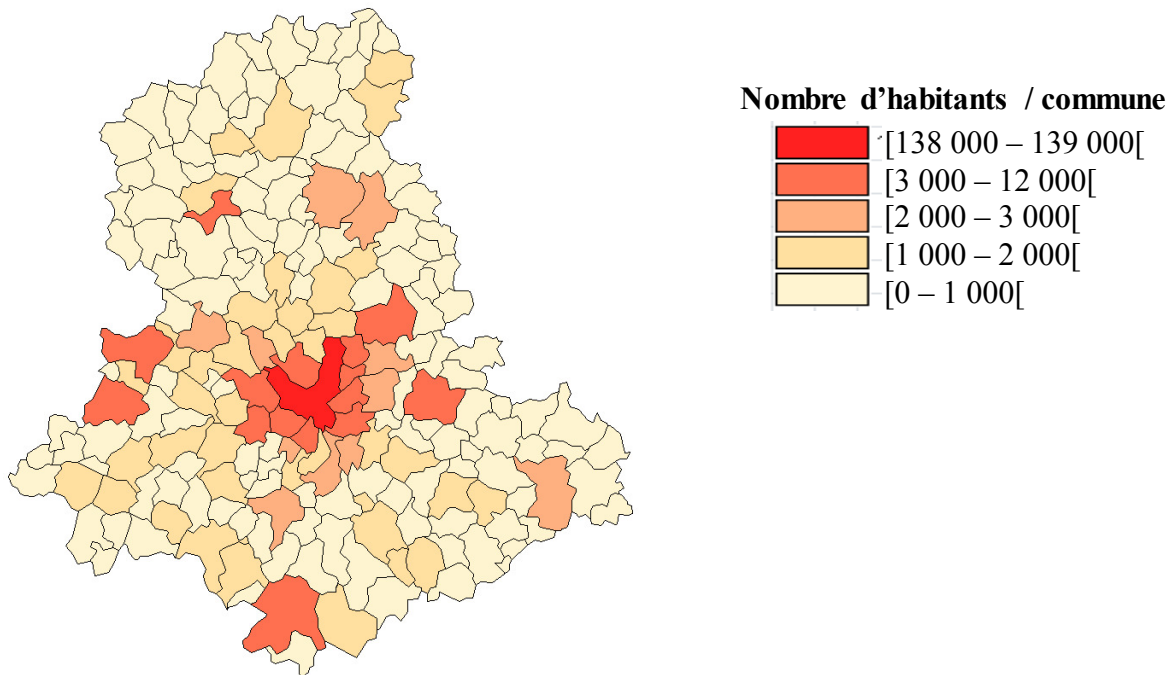 Nombre d’habitants / commune
[138 000 – 139 000[
[3 000 – 12 000[
[2 000 – 3 000[
[1 000 – 2 000[
[0 – 1 000[